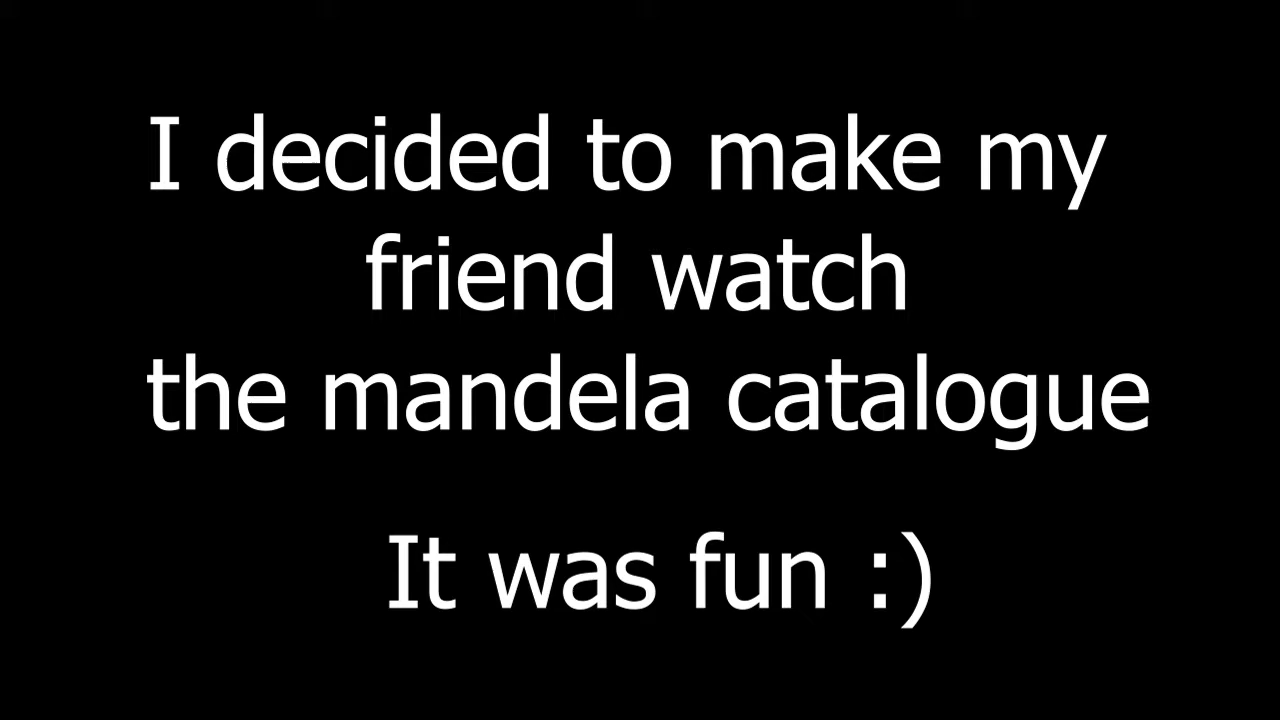 I decided to make my
friend watch
the mandela catalogue
It was fun :)